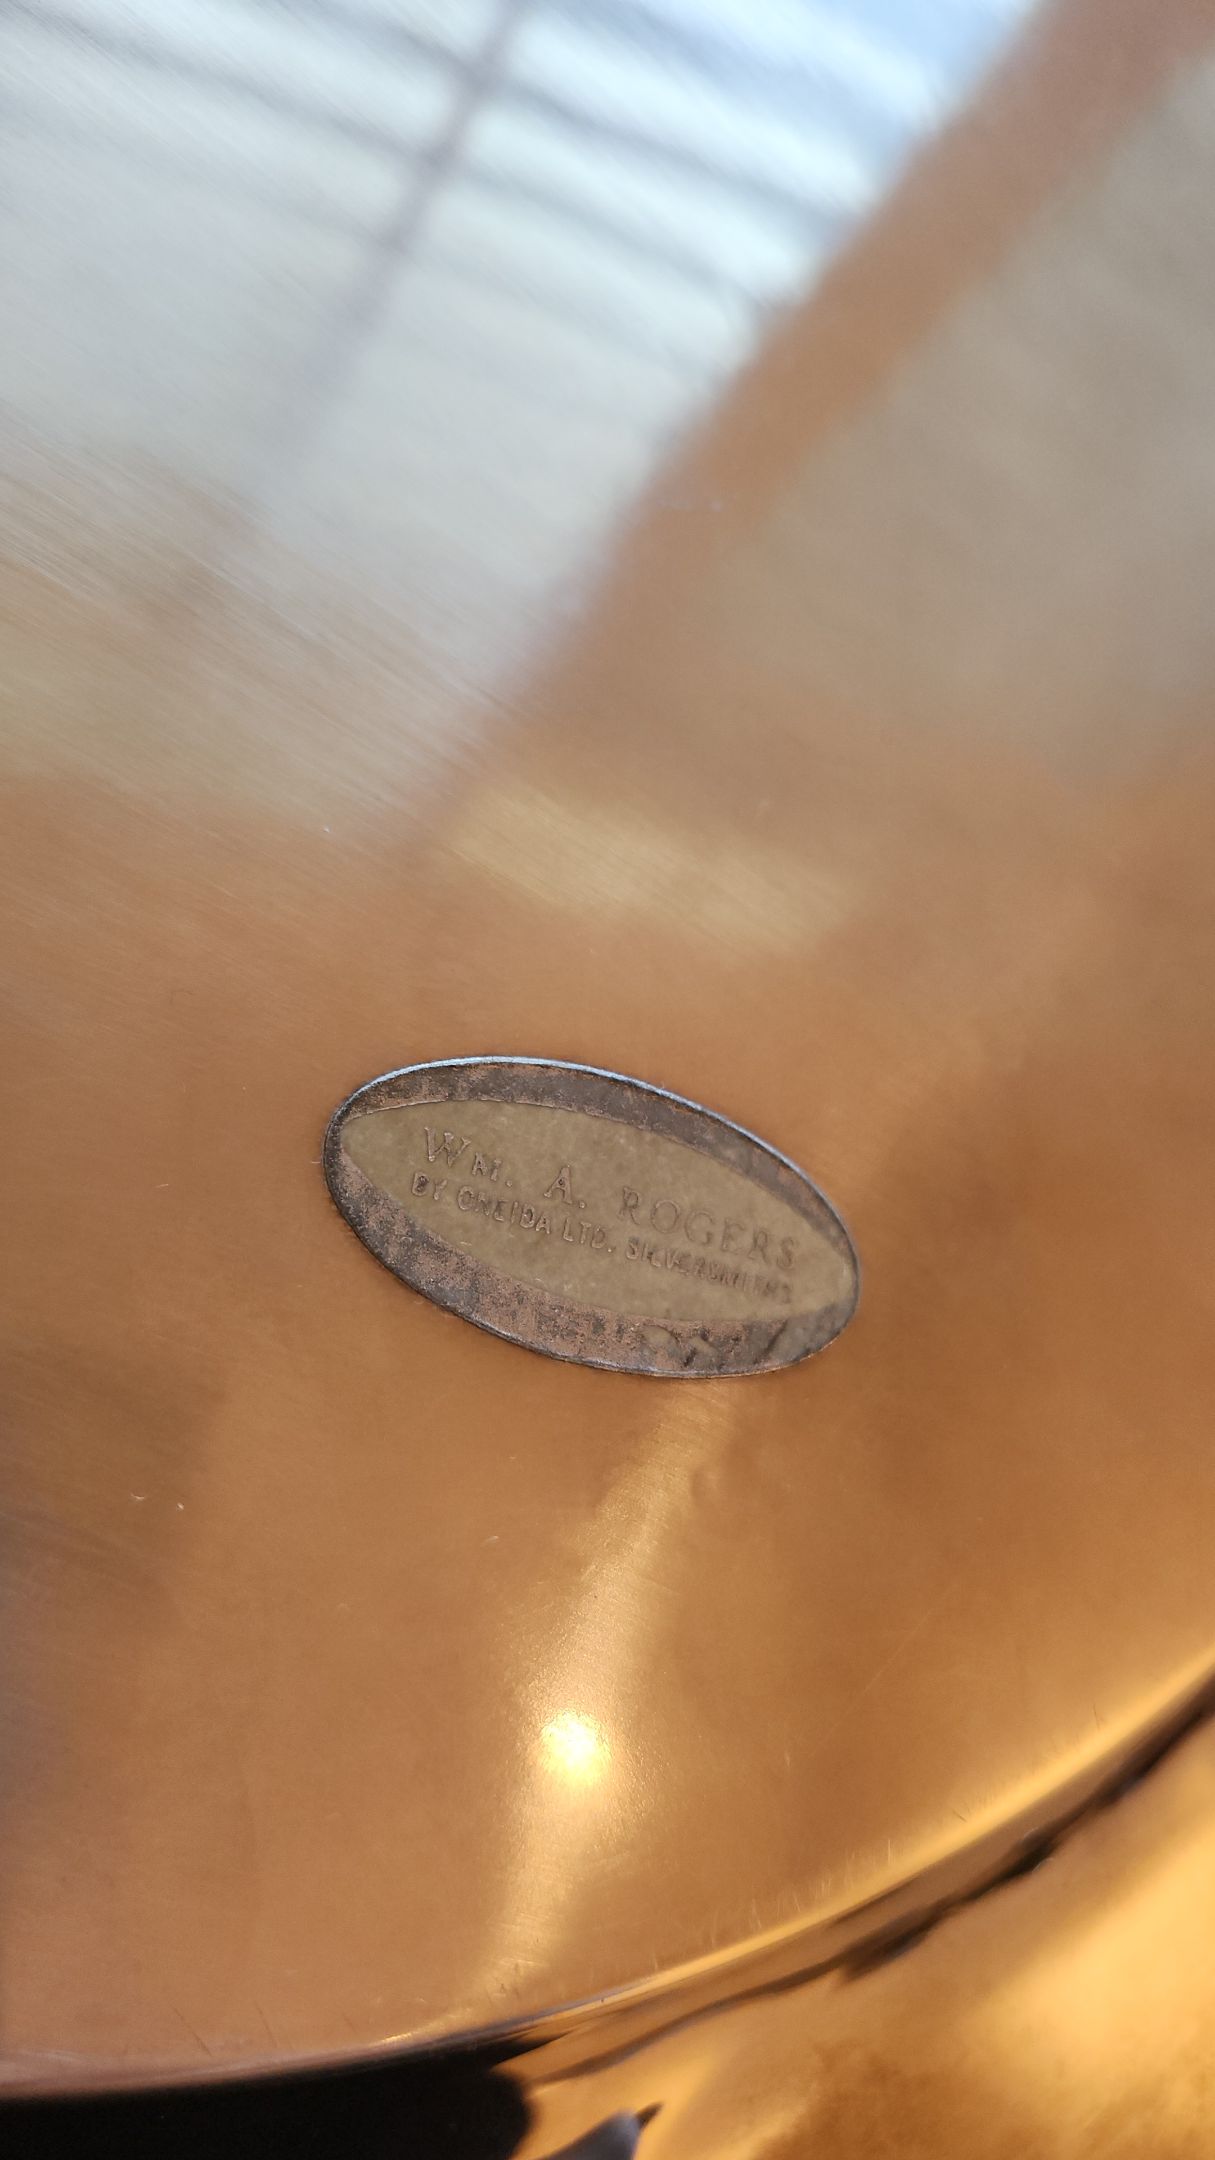 WM. A. ROGERS
BY ONEIDA LTD. SILVERSMITHS